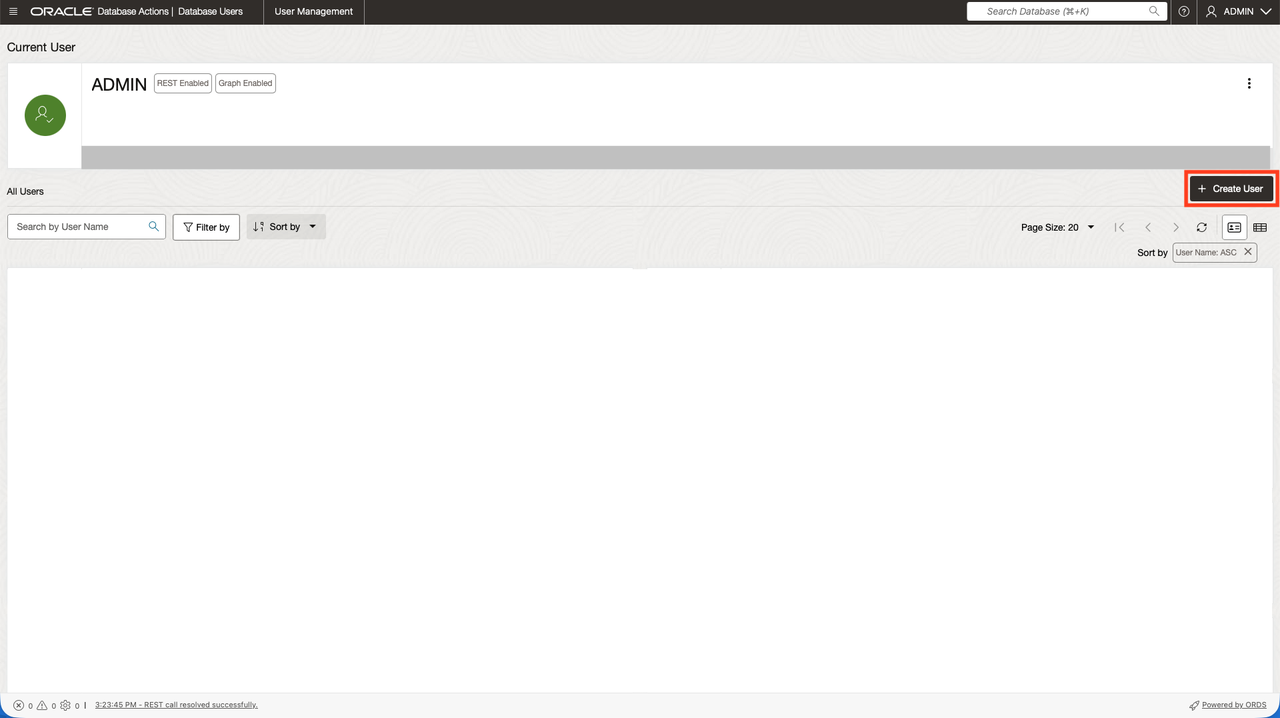 ORACLE Database Actions | Database Users User Management Search Database (⌘+K) ADMIN
Current User
ADMIN REST Enabled Graph Enabled
All Users
+ Create User
Search by User Name Filter by Sort by Page Size: 20
Sort by User Name: ASC
0 0 0 | 3:23:45 PM - REST call resolved successfully. Powered by ORDS